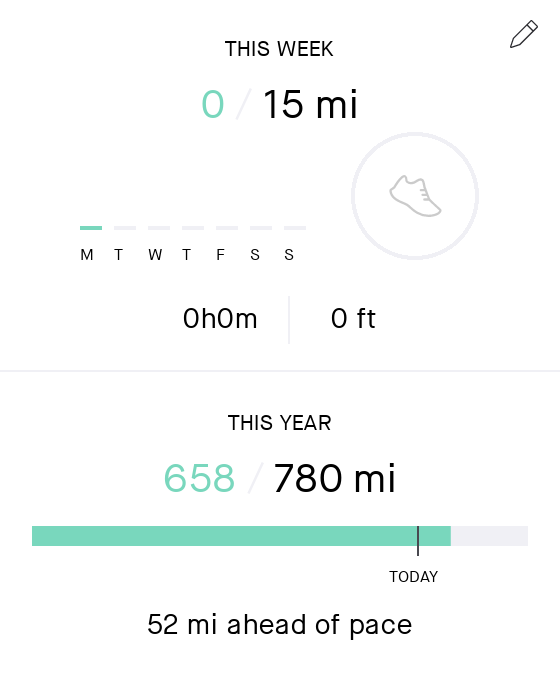 THIS WEEK
0 / 15 mi
M T W T F S S
0h0m 0 ft
THIS YEAR
658 / 780 mi
TODAY
52 mi ahead of pace